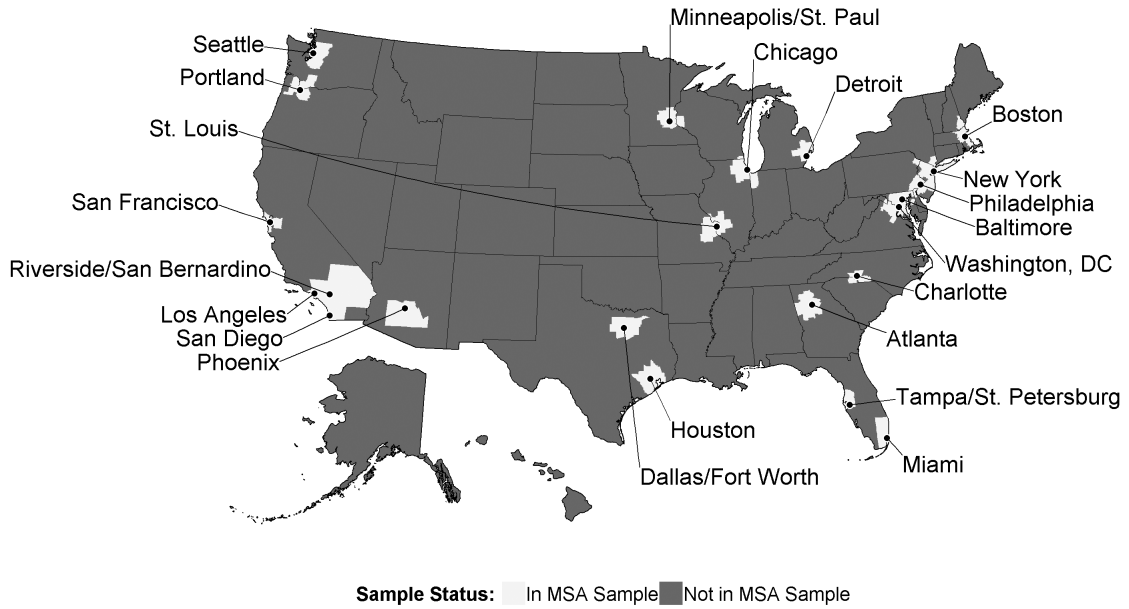 Minneapolis/St. Paul
Seattle
Chicago
Portland
Detroit
St. Louis
Boston
New York
San Francisco
Philadelphia
Baltimore
Riverside/San Bernardino
Washington, DC
Charlotte
Los Angeles
San Diego
Atlanta
Phoenix
Tampa/St. Petersburg
Houston
Miami
Dallas/Fort Worth
Sample Status: In MSA Sample Not in MSA Sample